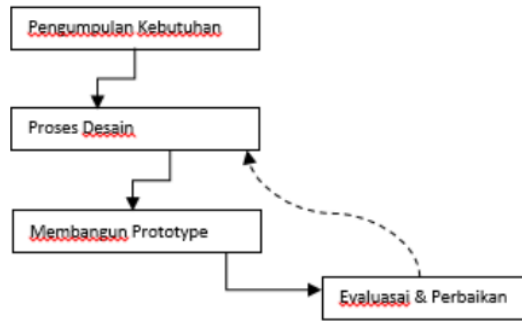 Pengumpulan Kebutuhan
Proses Desain
Membangun Prototype
Evaluasai & Perbaikan